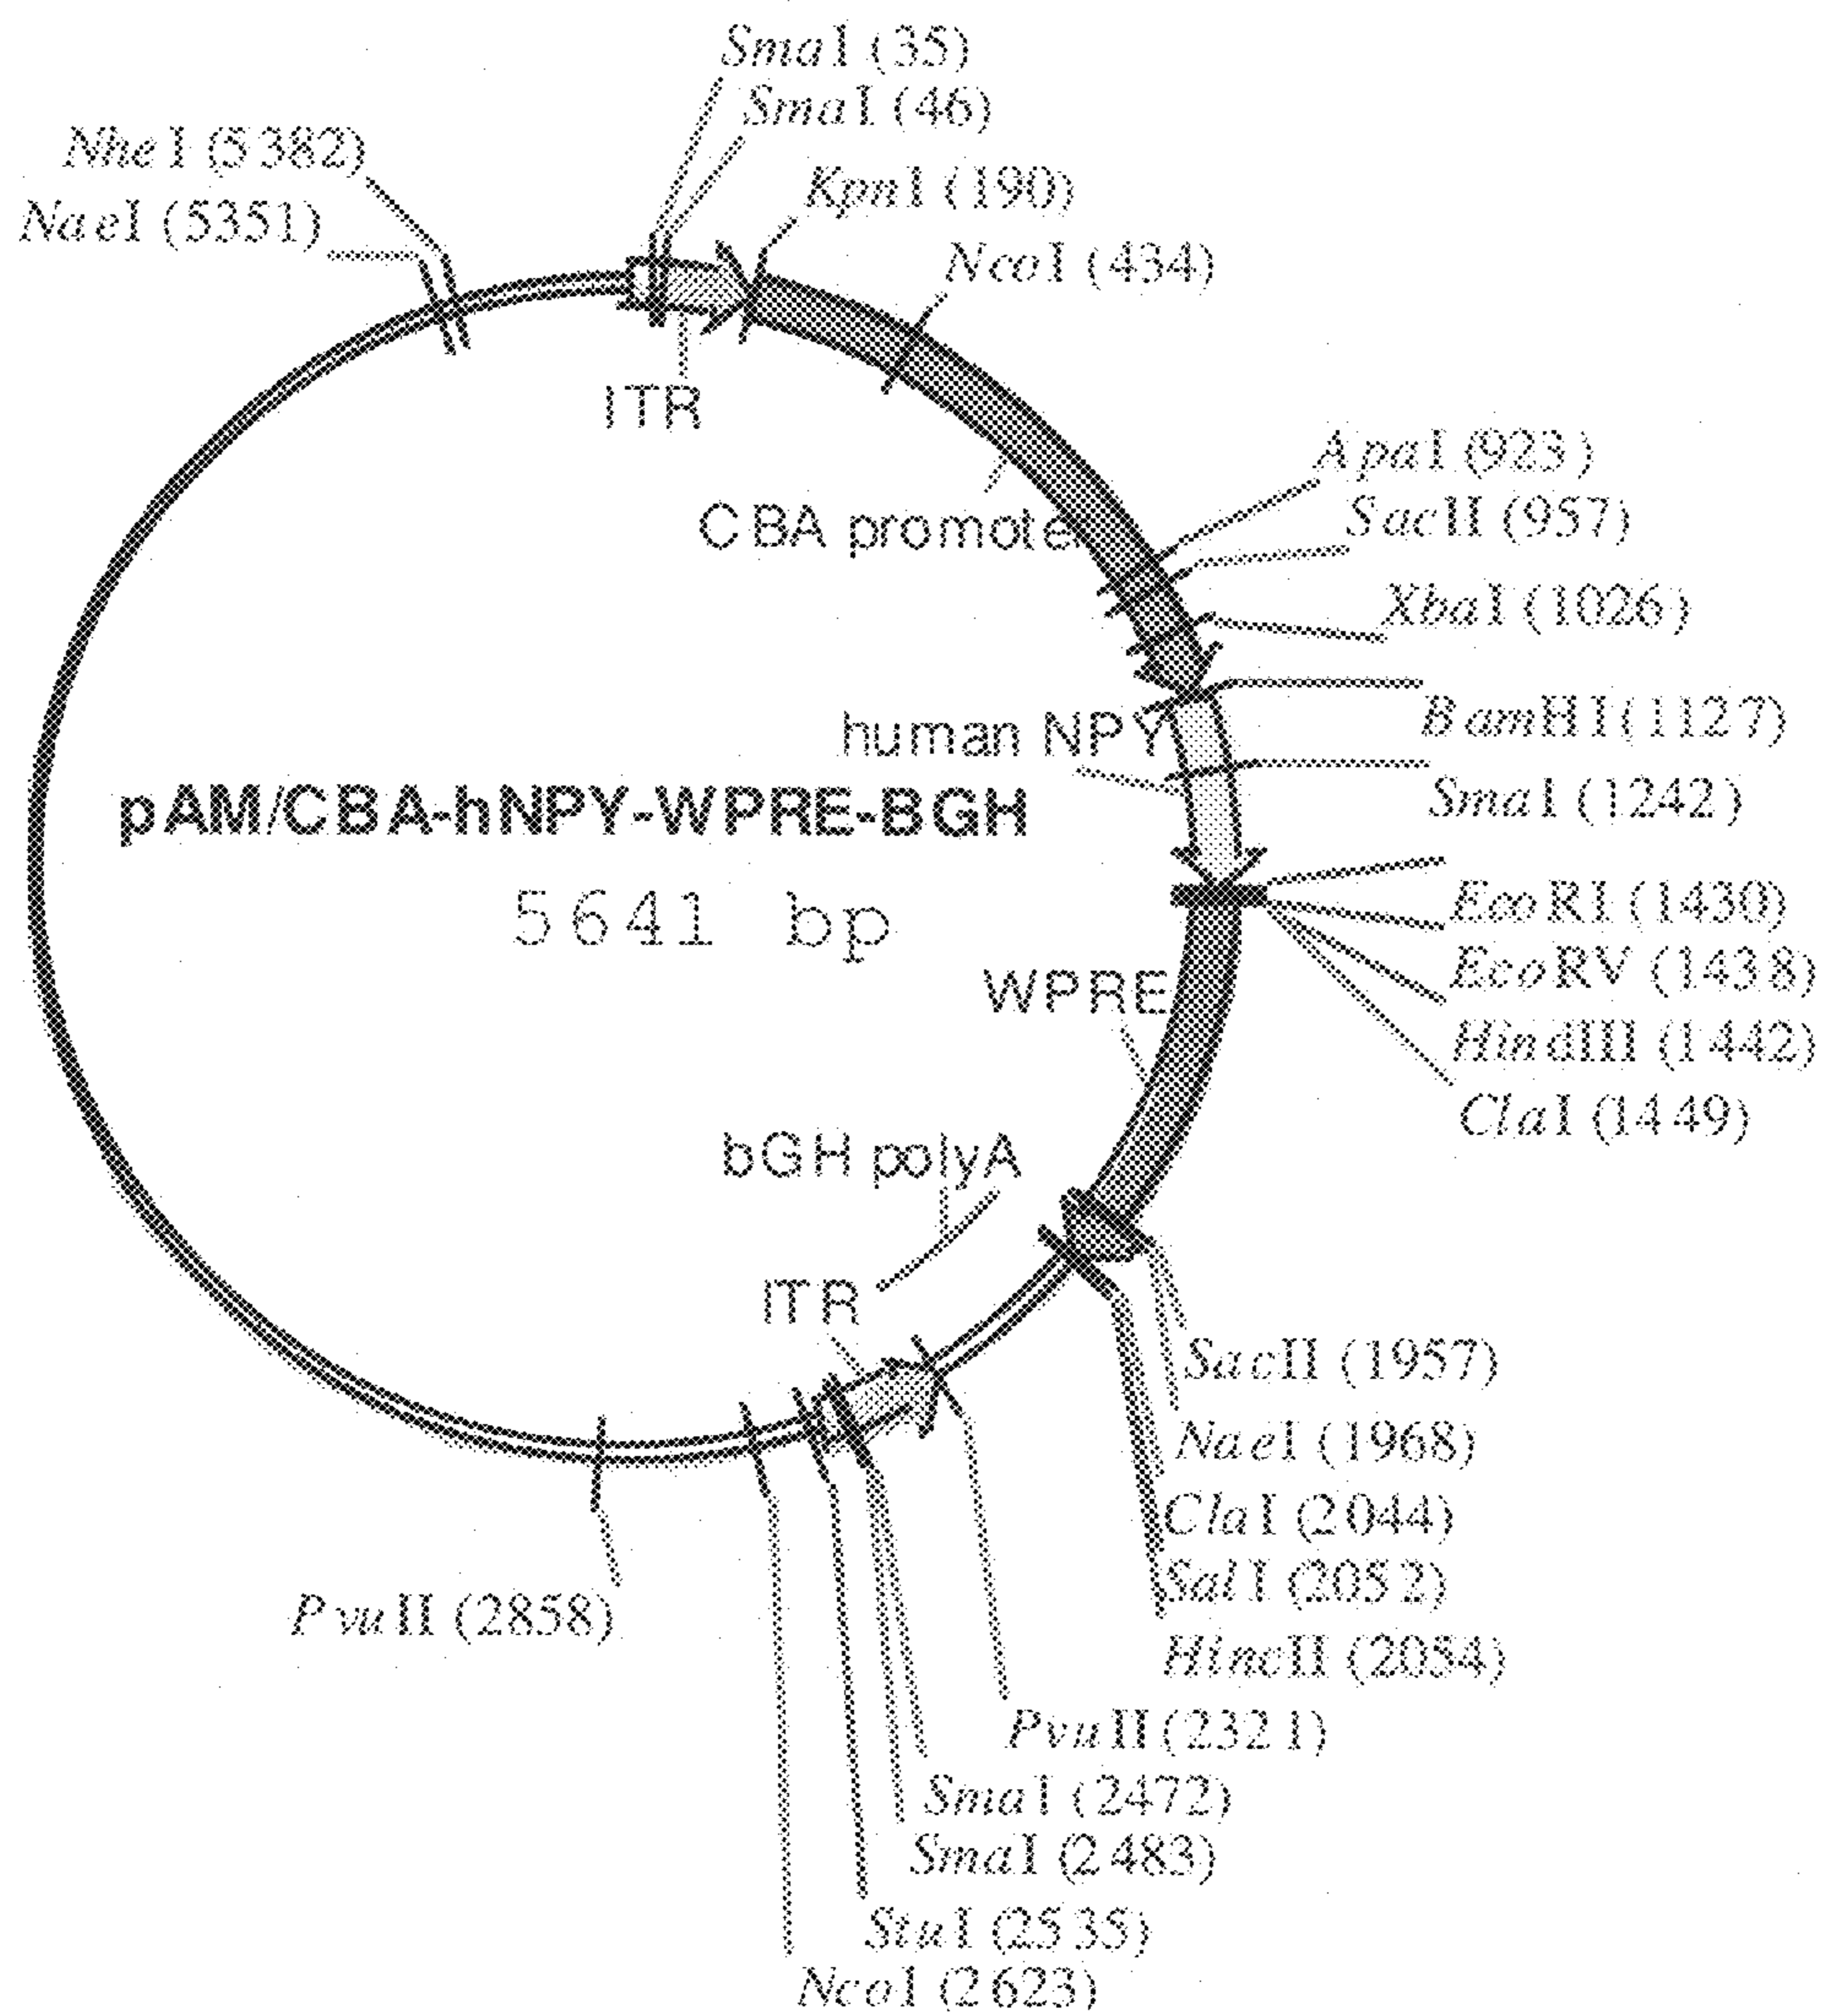 SmaI (35)
SmaI (46)
NheI (5382)
KpnI (190)
NaeI (5351)
NcoI (434)
ITR
ApaI (923)
CBA promoter
SacII (957)
XbaI (1026)
human NPY
BamHI (1127)
pAM/CBA-hNPY-WPRE-BGH
SmaI (1242)
5641 bp
EcoRI (1430)
EcoRV (1438)
WPRE
HindIII (1442)
ClaI (1449)
bGH polyA
ITR
SacII (1957)
NaeI (1968)
ClaI (2044)
SalI (2052)
PvuII (2858)
HincII (2054)
PvuII (2321)
SmaI (2472)
SmaI (2483)
StuI (2535)
NcoI (2623)